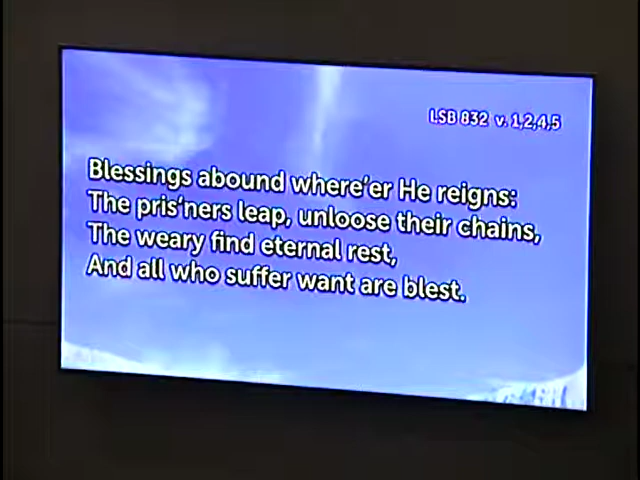 LSB 832 v. 1,2,4,5
Blessings abound where'er He reigns:
The pris'ners leap, unloose their chains,
The weary find eternal rest,
And all who suffer want are blest.